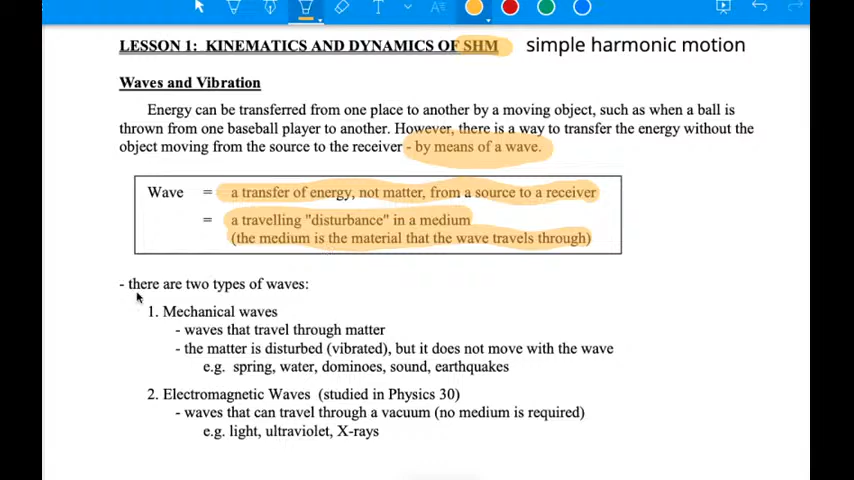 LESSON 1: KINEMATICS AND DYNAMICS OF SHM simple harmonic motion
Waves and Vibration
Energy can be transferred from one place to another by a moving object, such as when a ball is
thrown from one baseball player to another. However, there is a way to transfer the energy without the
object moving from the source to the receiver - by means of a wave.
Wave = a transfer of energy, not matter, from a source to a receiver
= a travelling "disturbance" in a medium
(the medium is the material that the wave travels through)
- there are two types of waves:
1. Mechanical waves
- waves that travel through matter
- the matter is disturbed (vibrated), but it does not move with the wave
e.g. spring, water, dominoes, sound, earthquakes
2. Electromagnetic Waves (studied in Physics 30)
- waves that can travel through a vacuum (no medium is required)
e.g. light, ultraviolet, X-rays